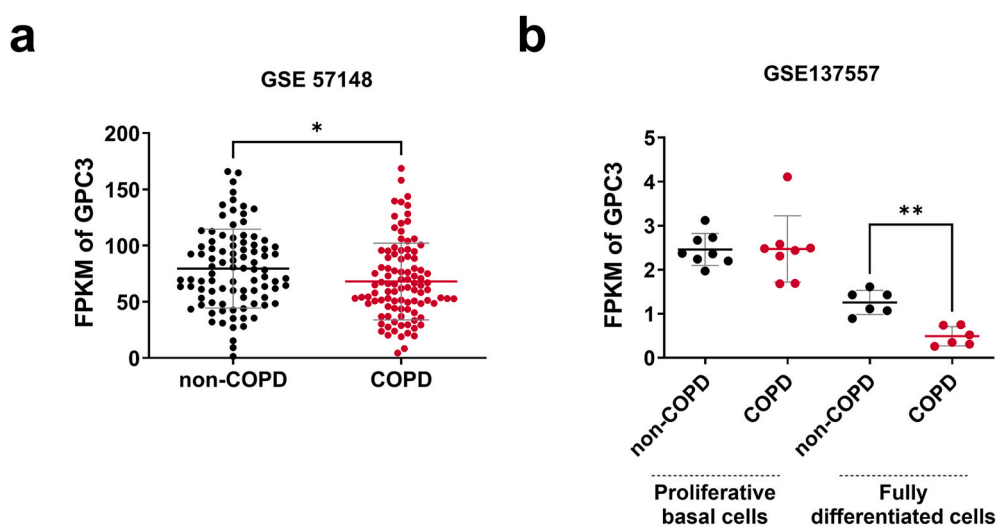 a
GSE 57148
*
FPKM of GPC3
200
150
100
50
0
non-COPD
COPD
b
GSE137557
**
FPKM of GPC3
5
4
3
2
1
0
non-COPD
COPD
non-COPD
COPD
Proliferative
basal cells
Fully
differentiated cells